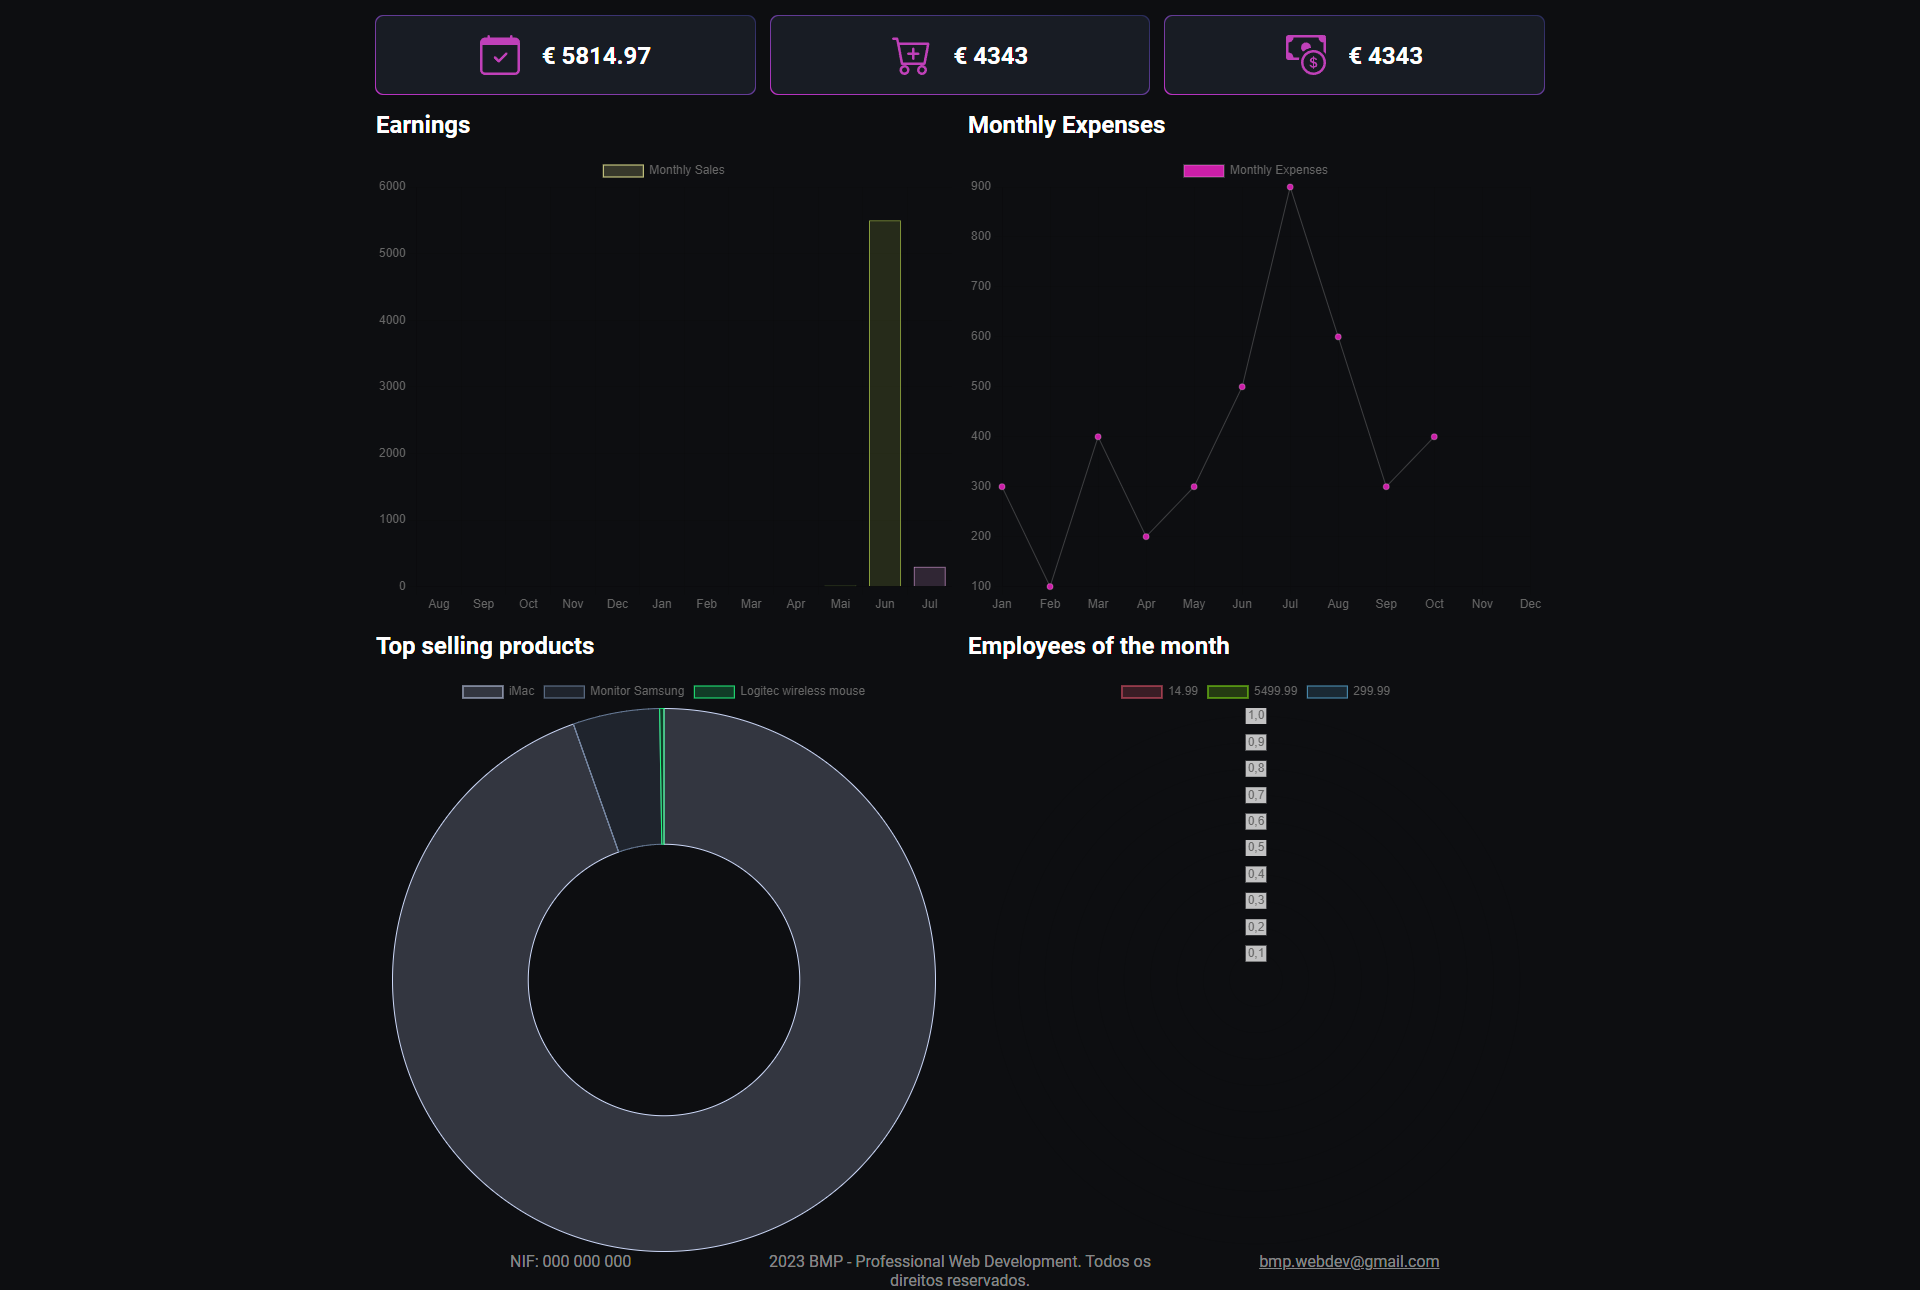 € 5814.97
€ 4343
€ 4343
Earnings
Monthly Sales
6000
5000
4000
3000
2000
1000
0
Aug Sep Oct Nov Dec Jan Feb Mar Apr Mai Jun Jul
Monthly Expenses
Monthly Expenses
900
800
700
600
500
400
300
200
100
Jan Feb Mar Apr May Jun Jul Aug Sep Oct Nov Dec
Top selling products
iMac Monitor Samsung Logitec wireless mouse
Employees of the month
14.99 5499.99 299.99
1,0
0,9
0,8
0,7
0,6
0,5
0,4
0,3
0,2
0,1
NIF: 000 000 000
2023 BMP - Professional Web Development. Todos os
direitos reservados.
bmp.webdev@gmail.com